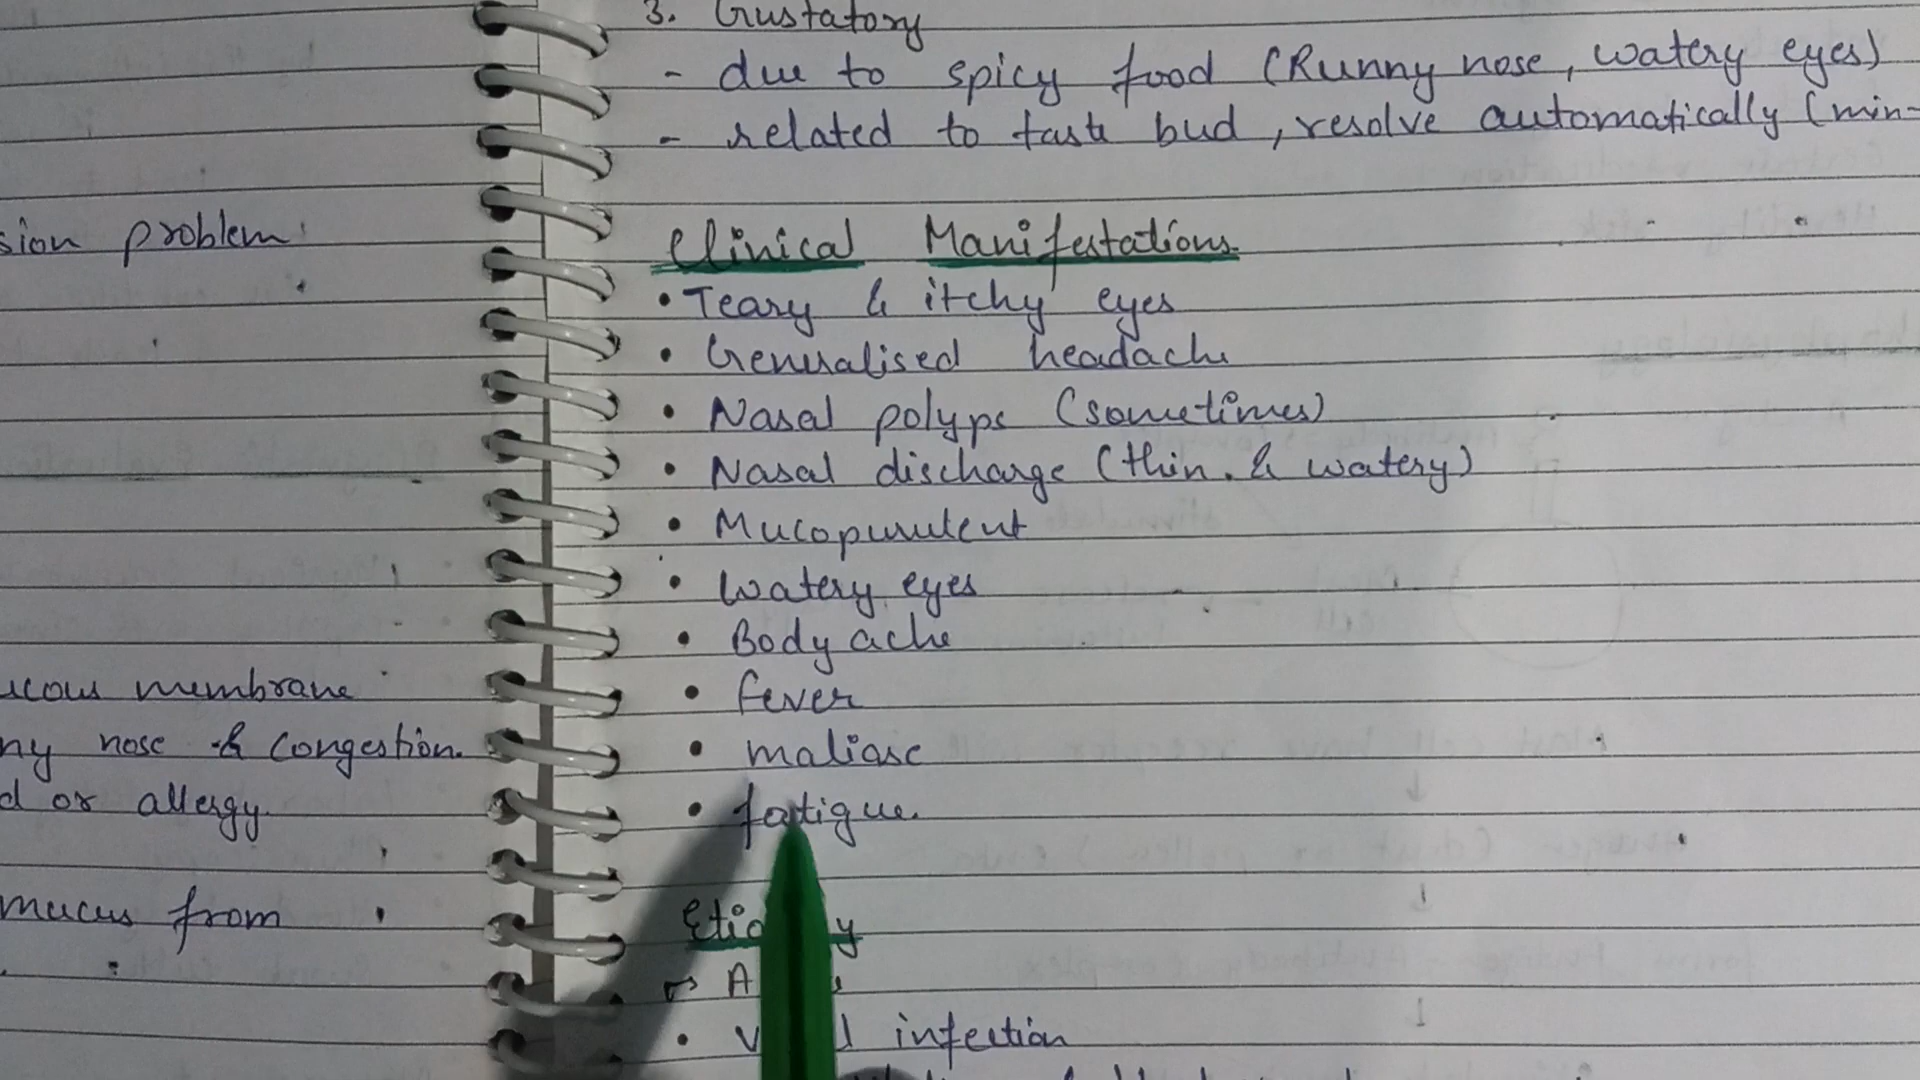 sion problem
ucous membrane
ny nose & congestion.
d or allergy.
mucus from
3. Gustatory
- due to spicy food (Runny nose, watery eyes)
- related to taste bud, resolve automatically (min-
Clinical Manifestations
• Teary & itchy eyes
• Generalised headache
• Nasal polyps (sometimes)
• Nasal discharge (thin & watery)
• Mucopurulent
• Watery eyes
• Body ache
• fever
• maliase
• fatigue.
infection